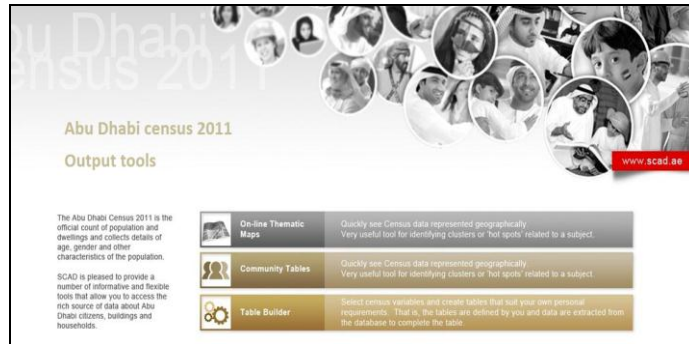 Abu Dhabi
Census 2011
Abu Dhabi census 2011
Output tools
www.scad.ae
The Abu Dhabi Census 2011 is the
official count of population and
dwellings and collects details of
age, gender and other
characteristics of the population.
SCAD is pleased to provide a
number of informative and flexible
tools that allow you to access the
rich source of data about Abu
Dhabi citizens, buildings and
households.
On-line Thematic
Maps
Quickly see Census data represented geographically.
Very useful tool for identifying clusters or 'hot spots' related to a subject.
Community Tables
Quickly see Census data represented geographically.
Very useful tool for identifying clusters or 'hot spots' related to a subject.
Table Builder
Select census variables and create tables that suit your own personal
requirements. That is, the tables are defined by you and data are extracted from
the database to complete the table.